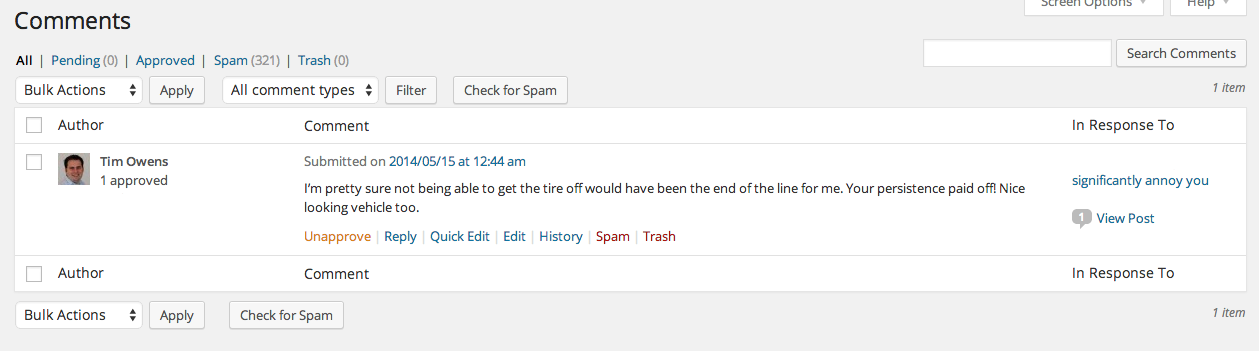 Comments
Screen Options ▾ Help ▾
All | Pending (0) | Approved | Spam (321) | Trash (0)
Search Comments
Bulk Actions Apply All comment types Filter Check for Spam
1 item
Author Comment In Response To
Tim Owens
1 approved
Submitted on 2014/05/15 at 12:44 am
I'm pretty sure not being able to get the tire off would have been the end of the line for me. Your persistence paid off! Nice
looking vehicle too.
Unapprove | Reply | Quick Edit | Edit | History | Spam | Trash
significantly annoy you
1 View Post
Author Comment In Response To
Bulk Actions Apply Check for Spam
1 item